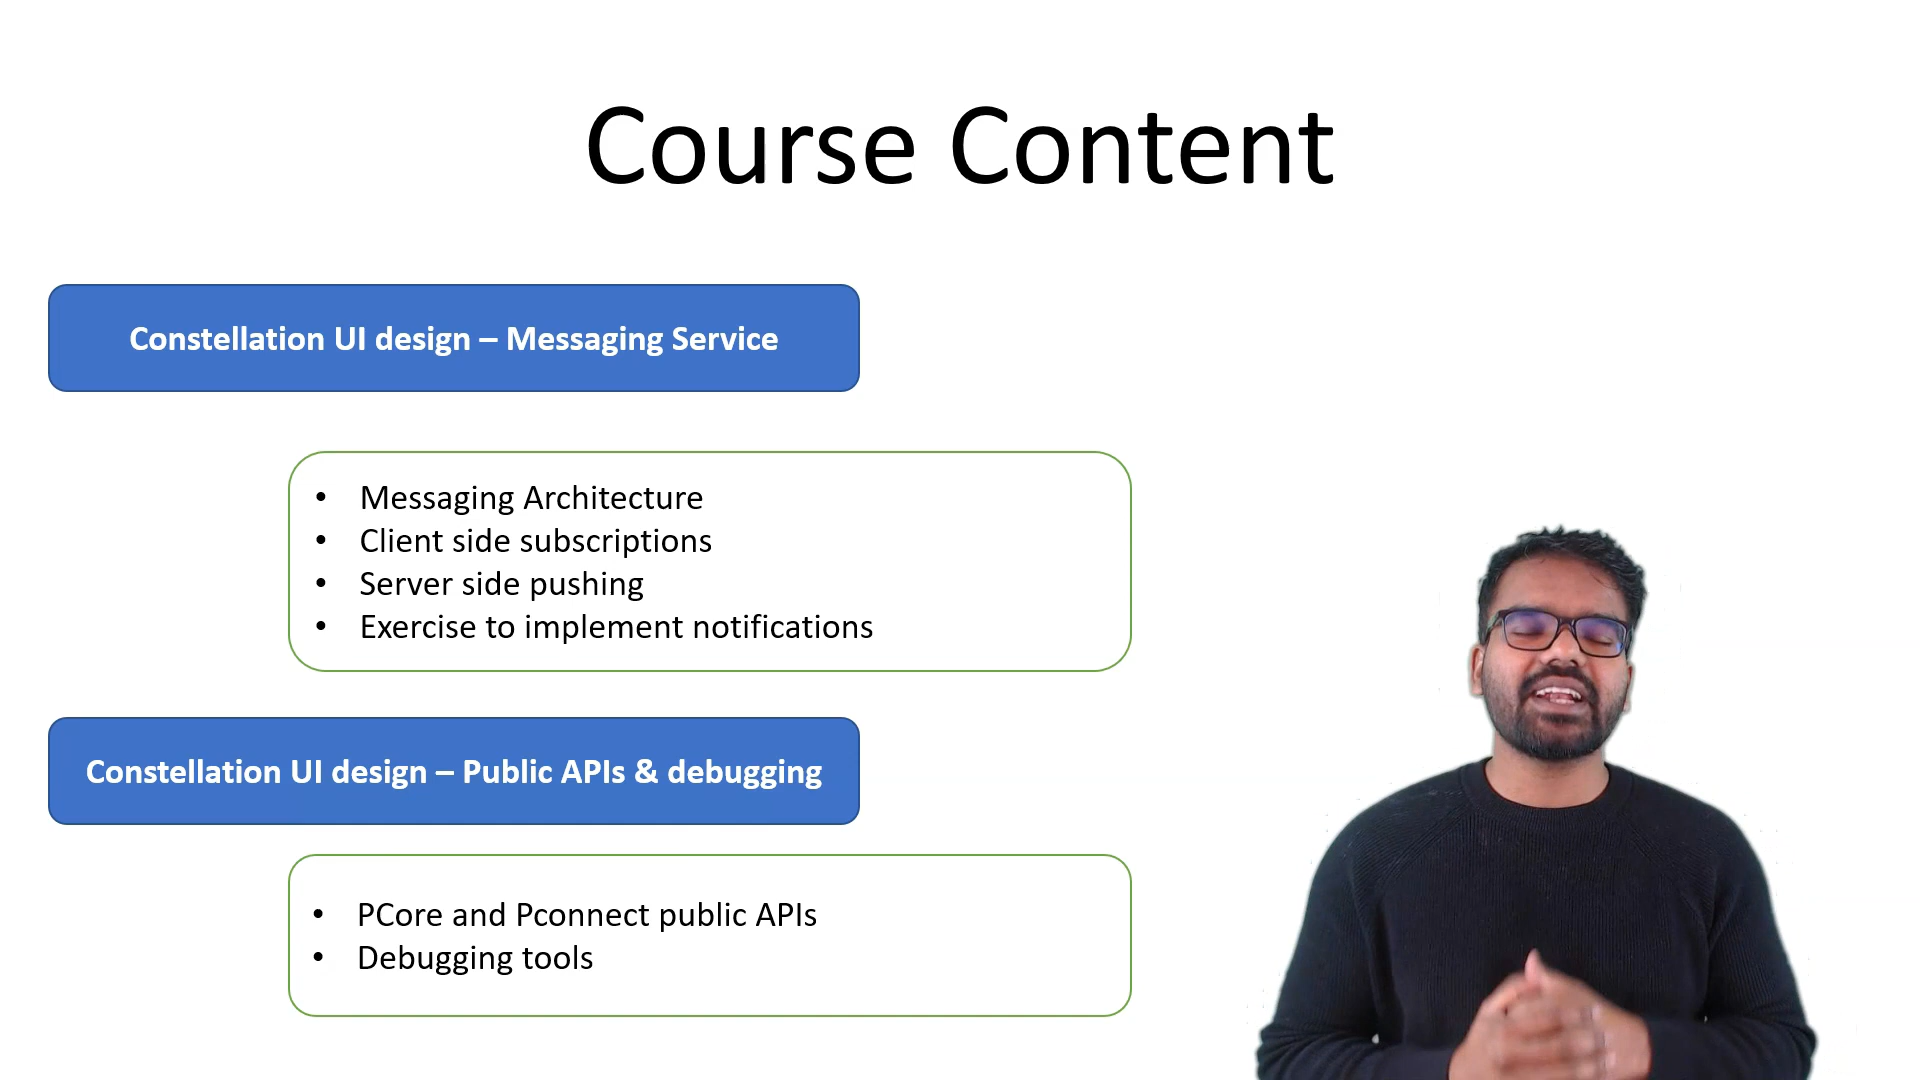 Course Content
Constellation UI design – Messaging Service
• Messaging Architecture
• Client side subscriptions
• Server side pushing
• Exercise to implement notifications
Constellation UI design – Public APIs & debugging
• PCore and Pconnect public APIs
• Debugging tools